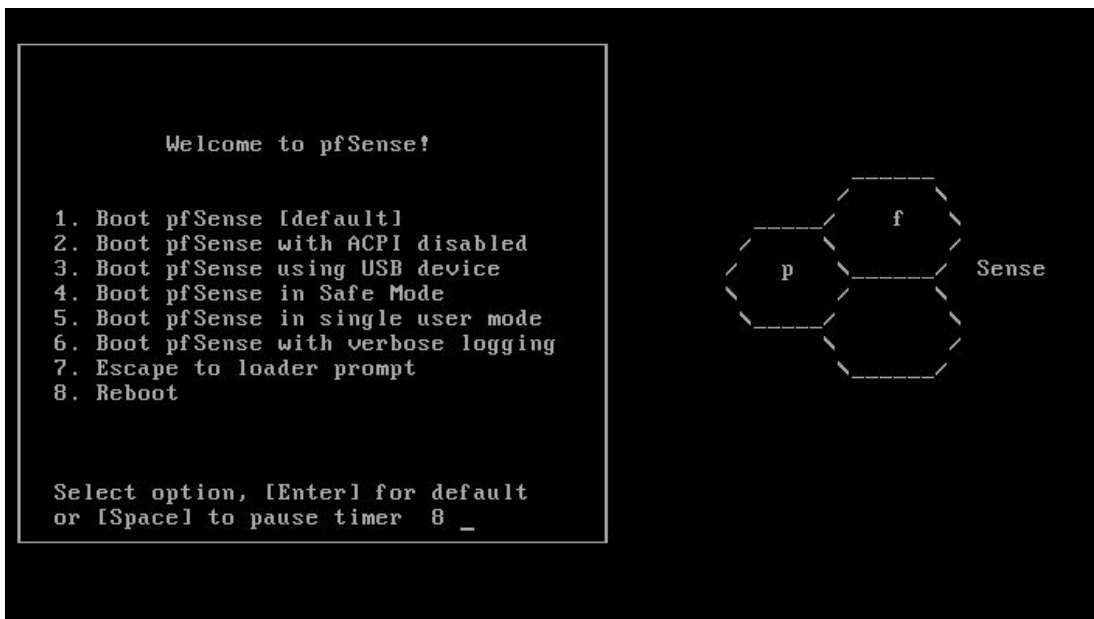 Welcome to pfSense!
1. Boot pfSense [default]
2. Boot pfSense with ACPI disabled
3. Boot pfSense using USB device
4. Boot pfSense in Safe Mode
5. Boot pfSense in single user mode
6. Boot pfSense with verbose logging
7. Escape to loader prompt
8. Reboot
Select option, [Enter] for default
or [Space] to pause timer 8 _
f
p
Sense